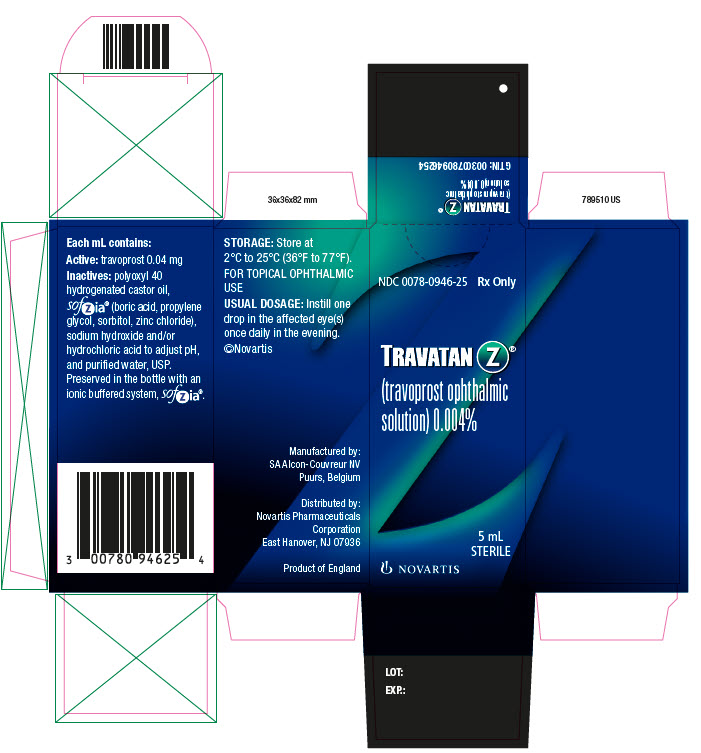 GTIN: 00300780946254
TRAVATAN Z®
(travoprost ophthalmic
solution) 0.004%
36x36x82 mm
789510 US
Each mL contains:
Active: travoprost 0.04 mg
Inactives: polyoxyl 40
hydrogenated castor oil,
sofZia® (boric acid, propylene
glycol, sorbitol, zinc chloride),
sodium hydroxide and/or
hydrochloric acid to adjust pH,
and purified water, USP.
Preserved in the bottle with an
ionic buffered system, sofZia®.
3 00780 94625 4
STORAGE: Store at
2°C to 25°C (36°F to 77°F).
FOR TOPICAL OPHTHALMIC
USE
USUAL DOSAGE: Instill one
drop in the affected eye(s)
once daily in the evening.
©Novartis
Manufactured by:
SA Alcon-Couvreur NV
Puurs, Belgium
Distributed by:
Novartis Pharmaceuticals
Corporation
East Hanover, NJ 07936
Product of England
NDC 0078-0946-25 Rx Only
TRAVATAN Z®
(travoprost ophthalmic
solution) 0.004%
5 mL
STERILE
NOVARTIS
LOT:
EXP.: